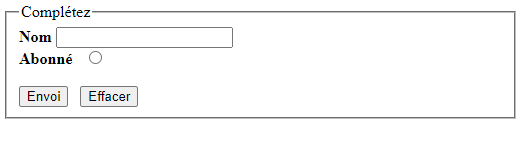 Complétez
Nom
Abonné
Envoi Effacer